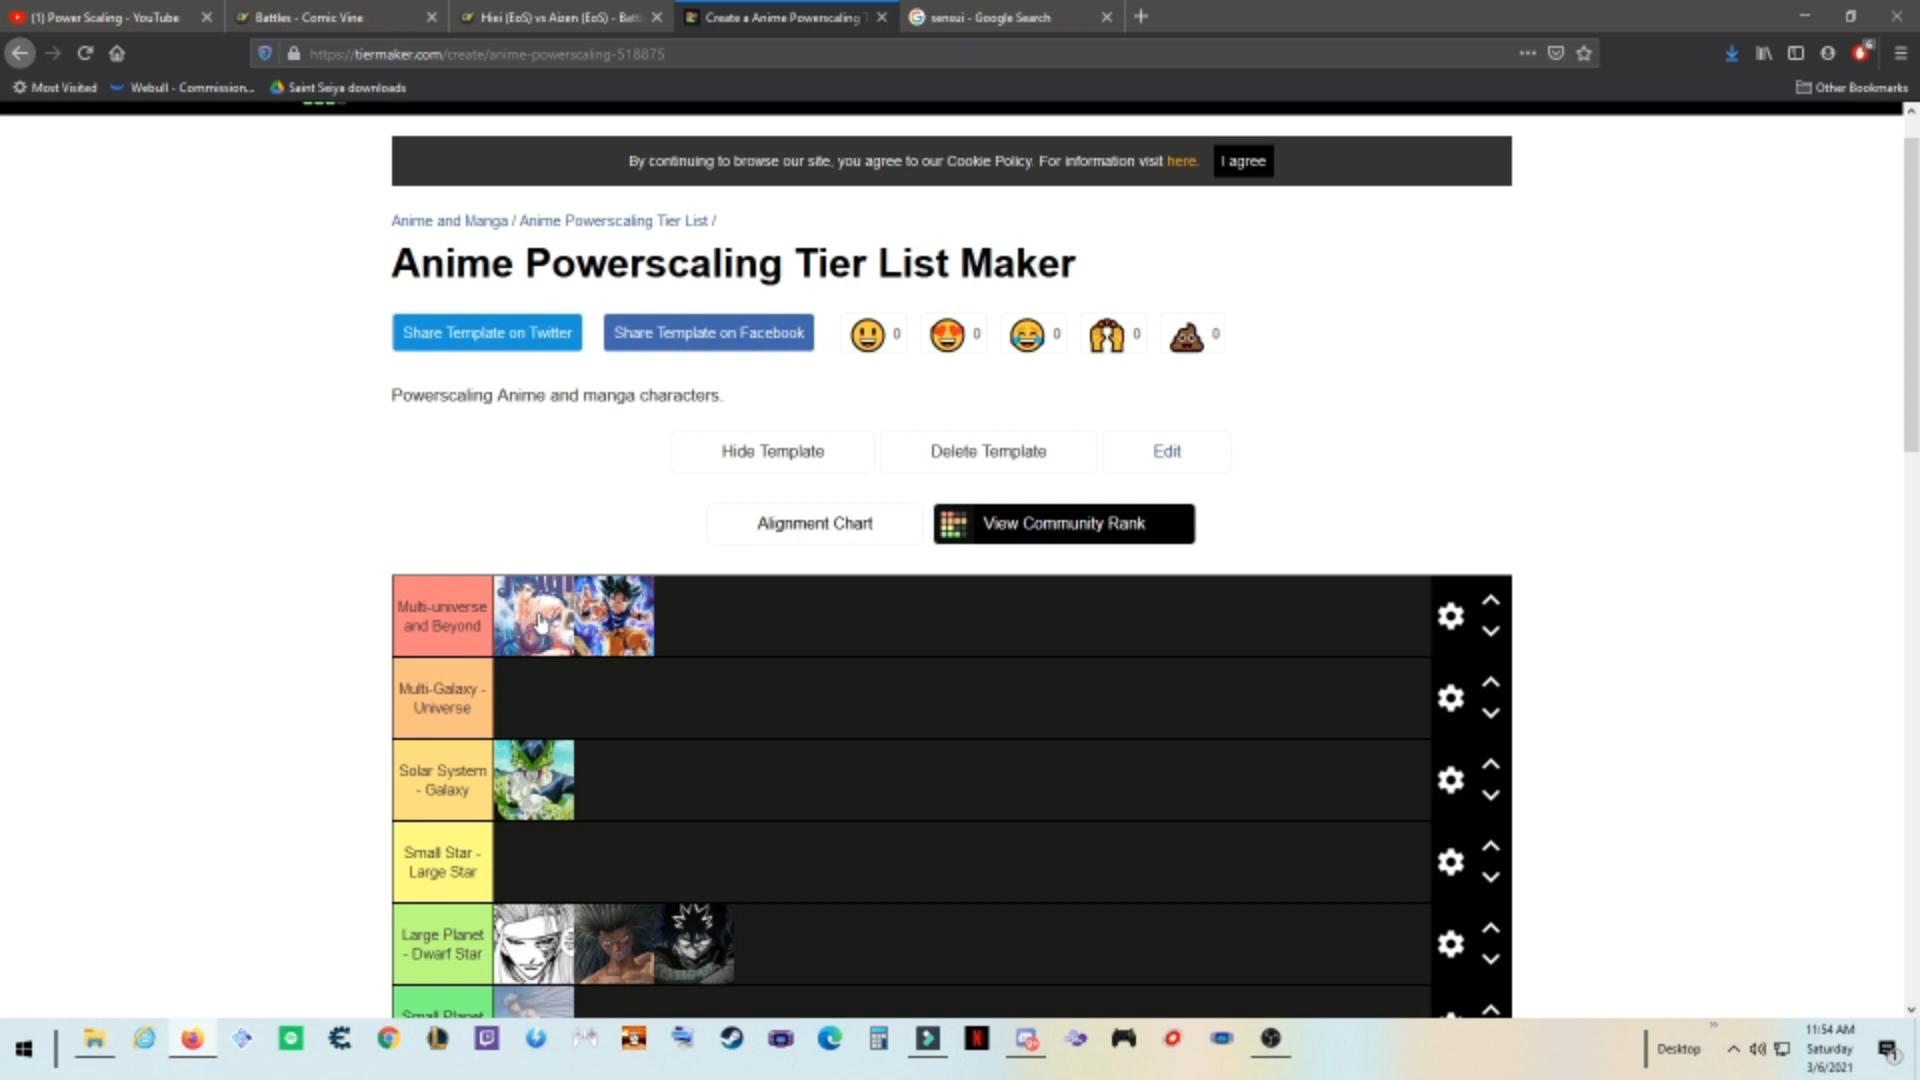 (1) Power Scaling - YouTube
Battles - Comic Vine
Hiei (EoS) vs Aizen (EoS) - Batt
Create a Anime Powerscaling T
sensui - Google Search
https://tiermaker.com/create/anime-powerscaling-518875
6
Most Visited
Webull - Commission...
Saint Seiya downloads
Other Bookmarks
By continuing to browse our site, you agree to our Cookie Policy. For information visit here.
I agree
Anime and Manga / Anime Powerscaling Tier List /
Anime Powerscaling Tier List Maker
Share Template on Twitter
Share Template on Facebook
0
0
0
0
0
Powerscaling Anime and manga characters.
Hide Template
Delete Template
Edit
Alignment Chart
View Community Rank
Multi-universe
and Beyond
Multi-Galaxy -
Universe
Solar System
- Galaxy
Small Star -
Large Star
Large Planet
- Dwarf Star
Small Planet
Desktop
11:54 AM
Saturday
3/6/2021
1